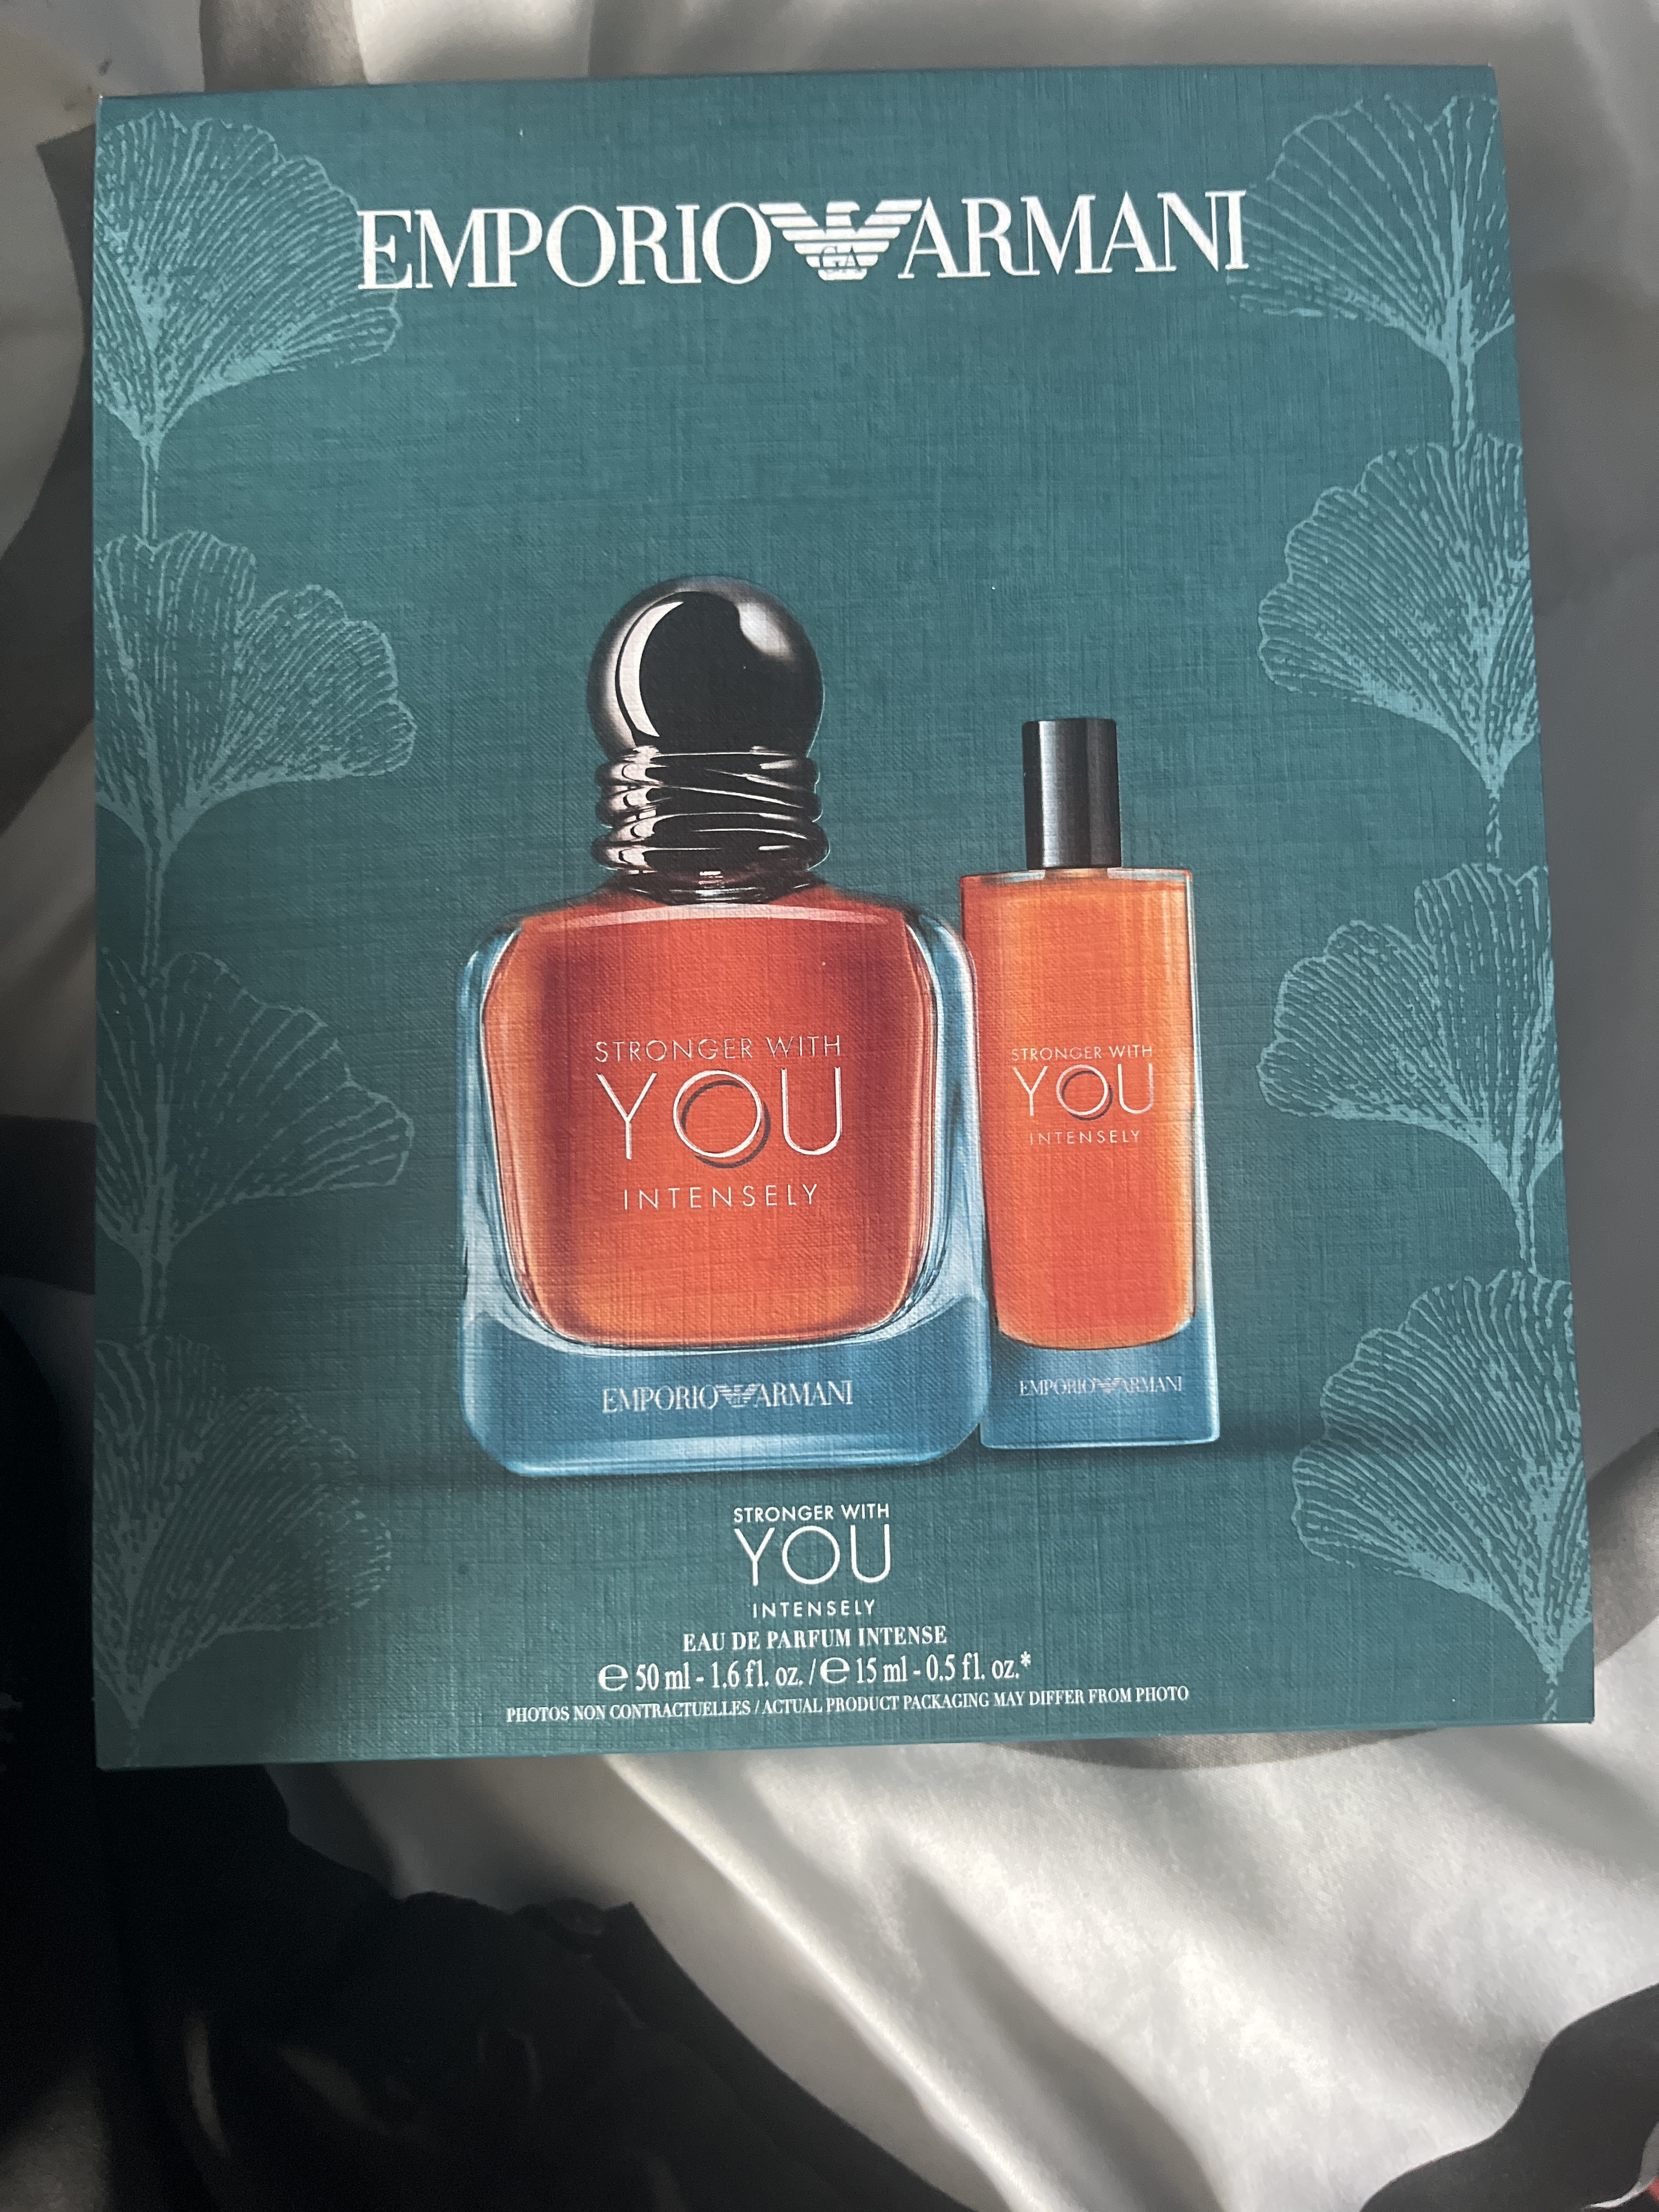 EMPORIO ARMANI
STRONGER WITH
YOU
INTENSELY
EMPORIO ARMANI
STRONGER WITH
YOU
INTENSELY
EMPORIO ARMANI
STRONGER WITH
YOU
INTENSELY
EAU DE PARFUM INTENSE
℮ 50 ml - 1.6 fl. oz. / ℮ 15 ml - 0.5 fl. oz.*
PHOTOS NON CONTRACTUELLES / ACTUAL PRODUCT PACKAGING MAY DIFFER FROM PHOTO